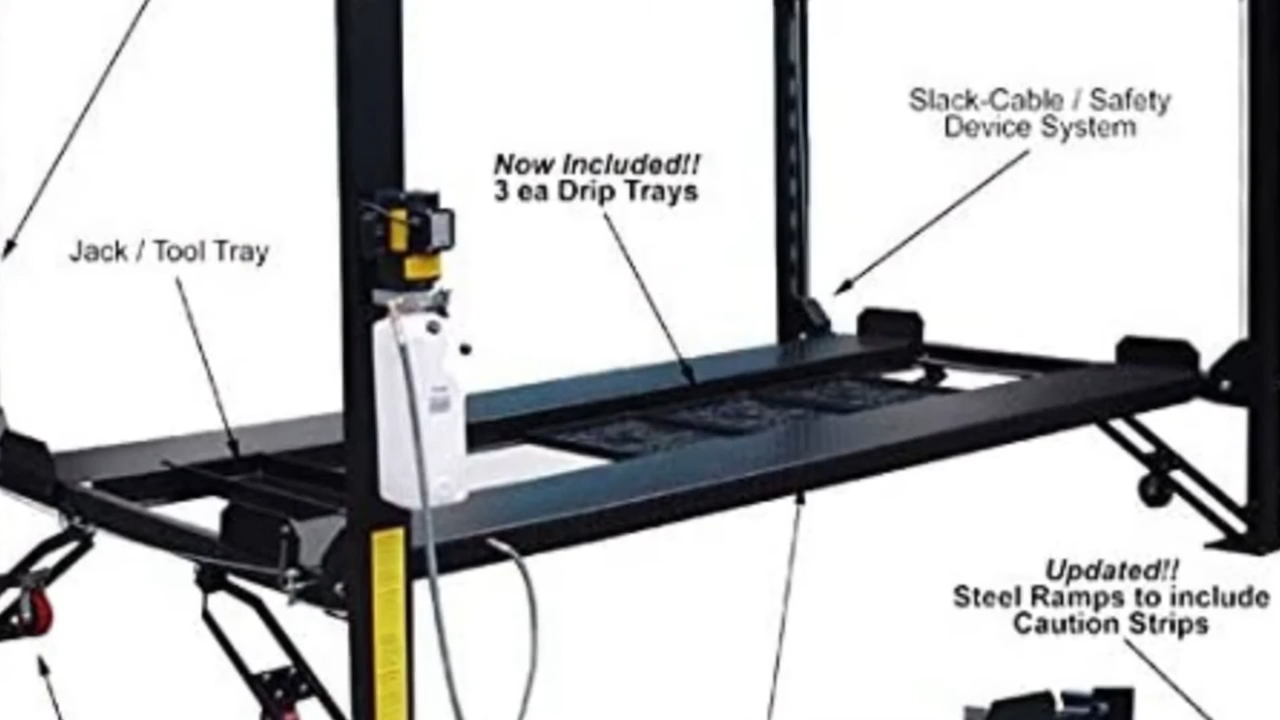 Slack-Cable / Safety
Device System
Now Included!!
3 ea Drip Trays
Jack / Tool Tray
Updated!!
Steel Ramps to include
Caution Strips